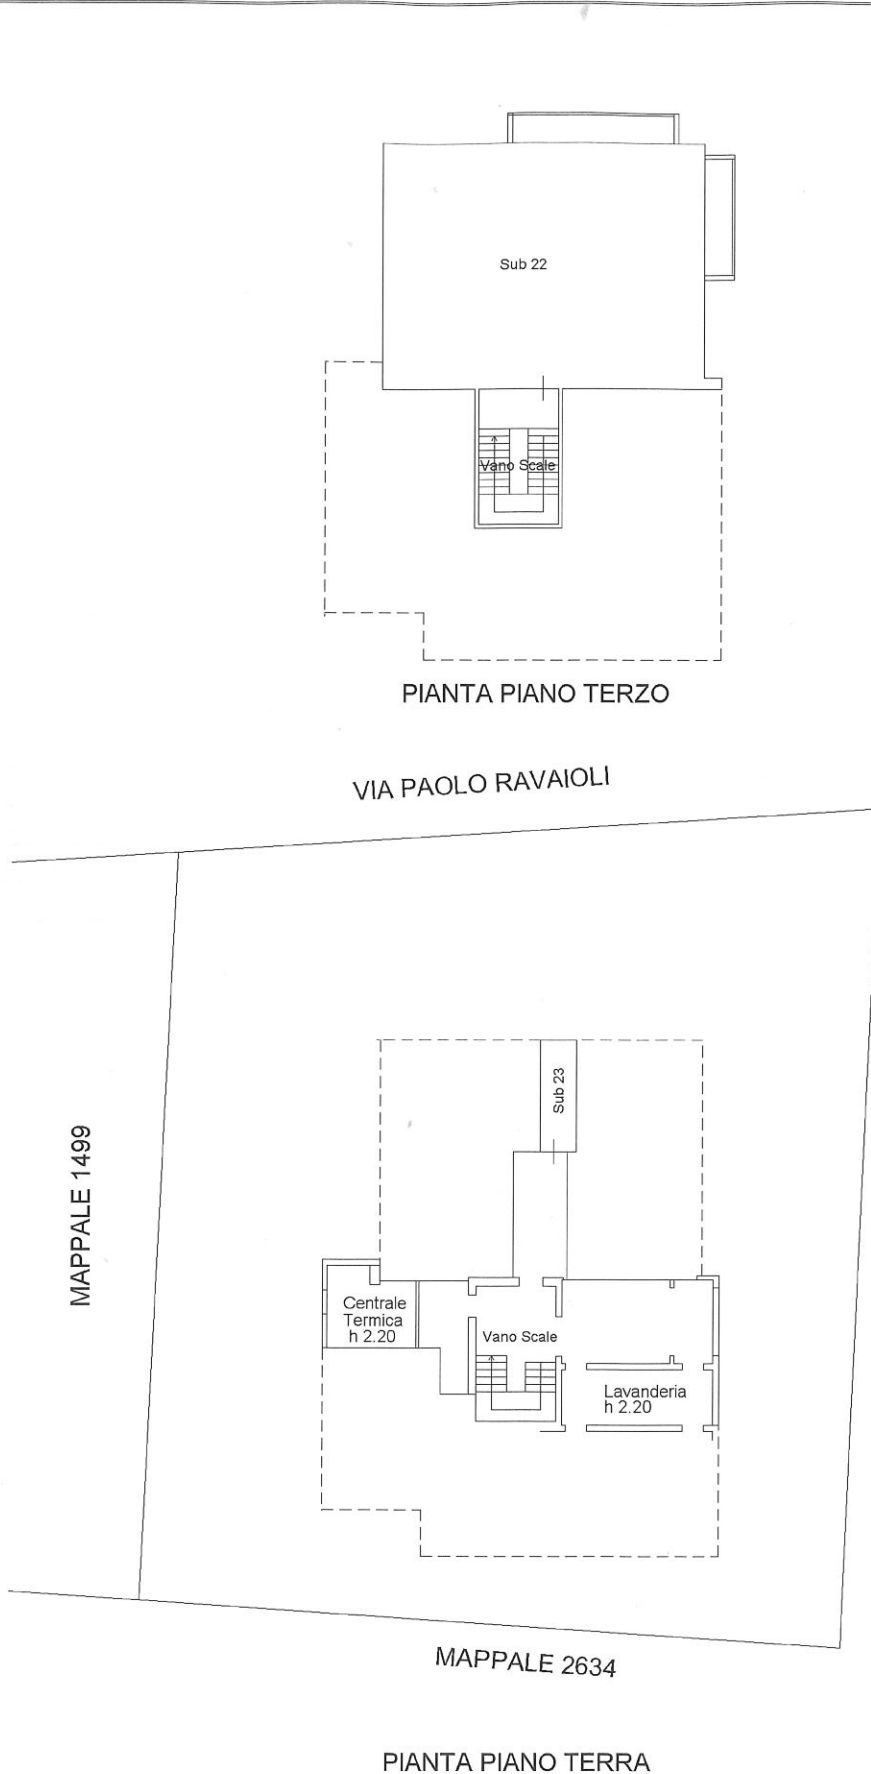 Sub 22
Vano Scale
PIANTA PIANO TERZO
VIA PAOLO RAVAIOLI
MAPPALE 1499
Sub 23
Centrale
Termica
h 2.20
Vano Scale
Lavanderia
h 2.20
MAPPALE 2634
PIANTA PIANO TERRA